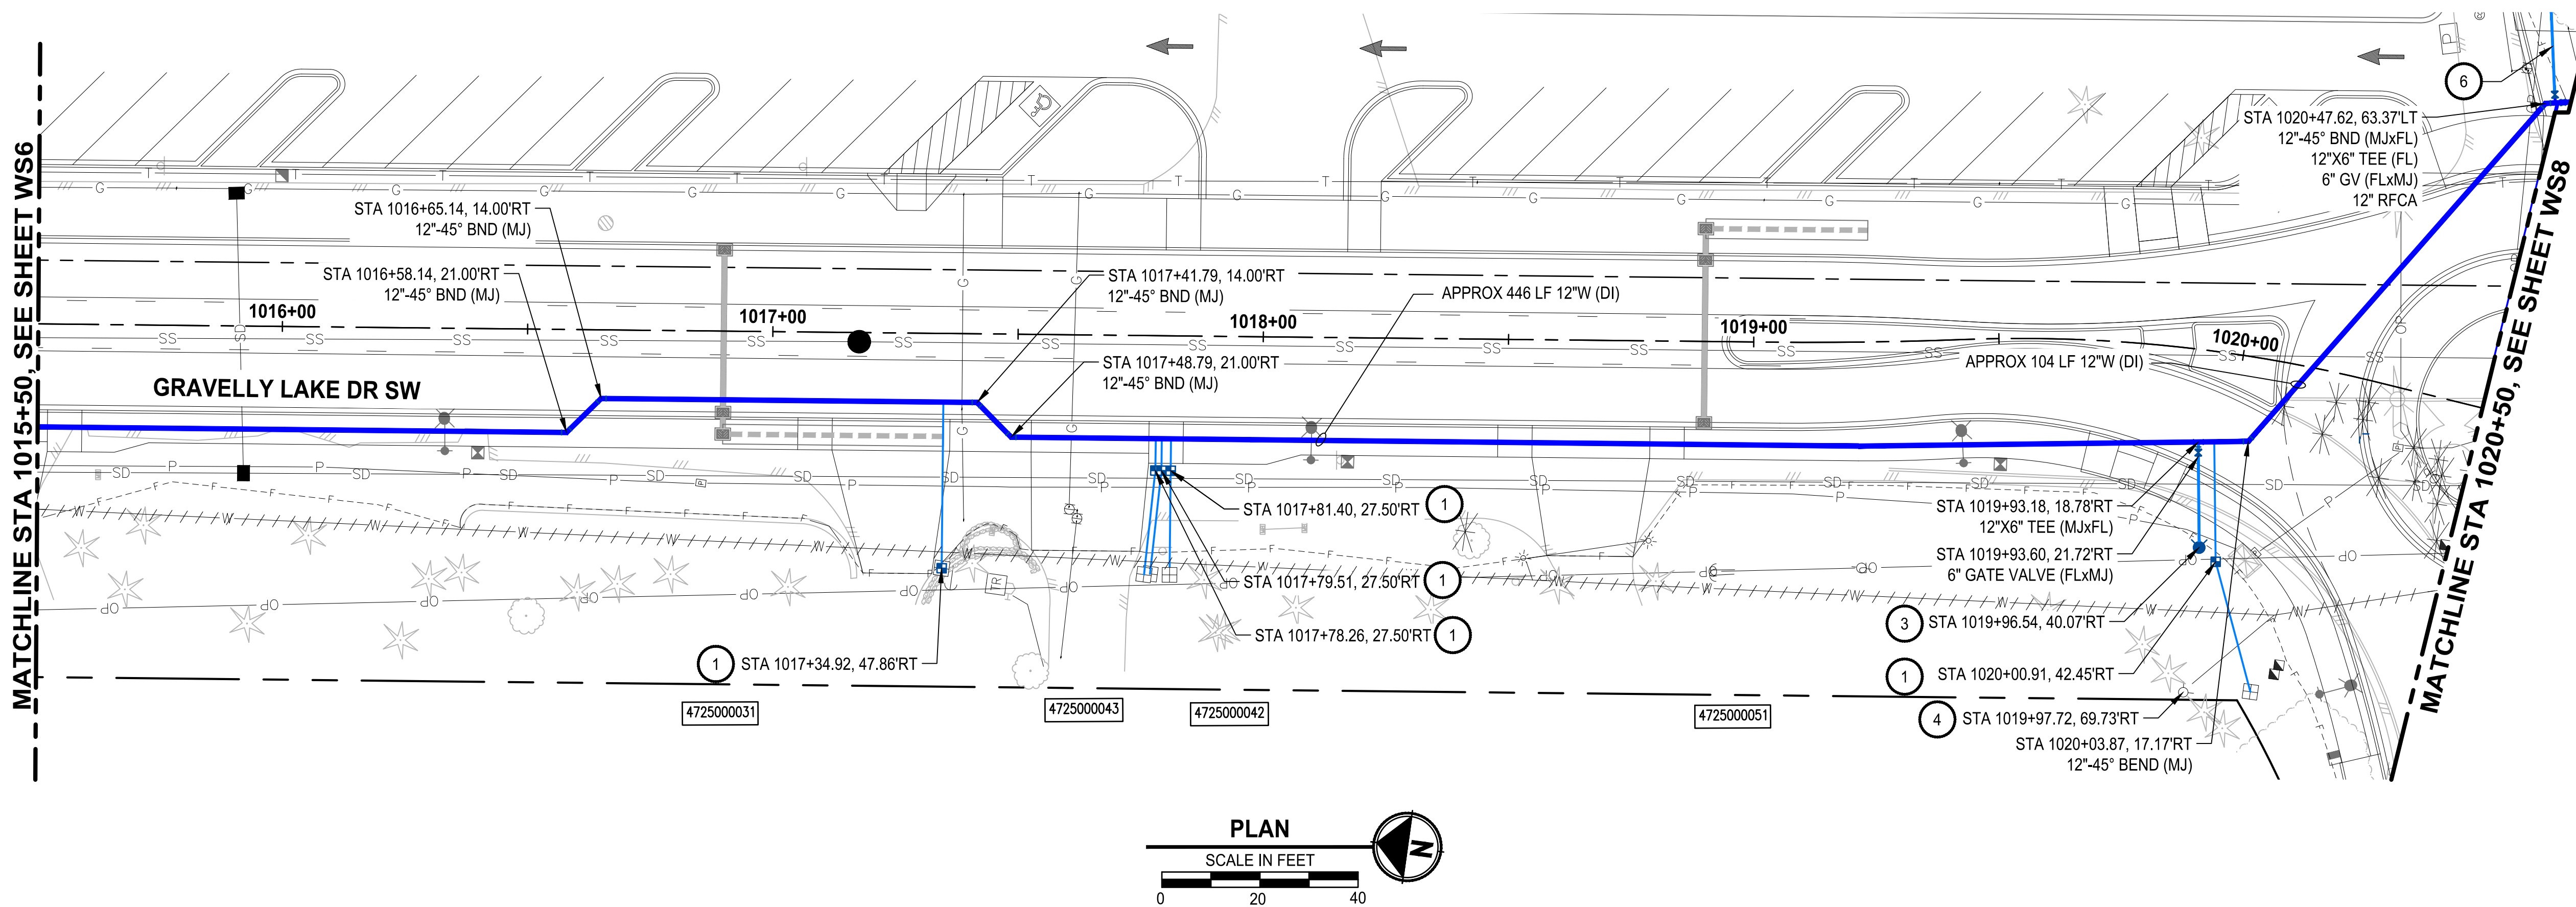 MATCHLINE STA 1015+50, SEE SHEET WS6
MATCHLINE STA 1020+50, SEE SHEET WS8
6
STA 1020+47.62, 63.37'LT
12"-45° BND (MJxFL)
12"X6" TEE (FL)
6" GV (FLxMJ)
12" RFCA
STA 1016+65.14, 14.00'RT
12"-45° BND (MJ)
STA 1016+58.14, 21.00'RT
12"-45° BND (MJ)
STA 1017+41.79, 14.00'RT
12"-45° BND (MJ)
APPROX 446 LF 12"W (DI)
1016+00
1017+00
1018+00
1019+00
1020+00
STA 1017+48.79, 21.00'RT
12"-45° BND (MJ)
APPROX 104 LF 12"W (DI)
GRAVELLY LAKE DR SW
STA 1017+81.40, 27.50'RT
1
STA 1017+79.51, 27.50'RT
1
STA 1017+78.26, 27.50'RT
1
1
STA 1017+34.92, 47.86'RT
STA 1019+93.18, 18.78'RT
12"X6" TEE (MJxFL)
STA 1019+93.60, 21.72'RT
6" GATE VALVE (FLxMJ)
3
STA 1019+96.54, 40.07'RT
1
STA 1020+00.91, 42.45'RT
4
STA 1019+97.72, 69.73'RT
STA 1020+03.87, 17.17'RT
12"-45° BEND (MJ)
TR
4725000031
4725000043
4725000042
4725000051
PLAN
SCALE IN FEET
0 20 40
N